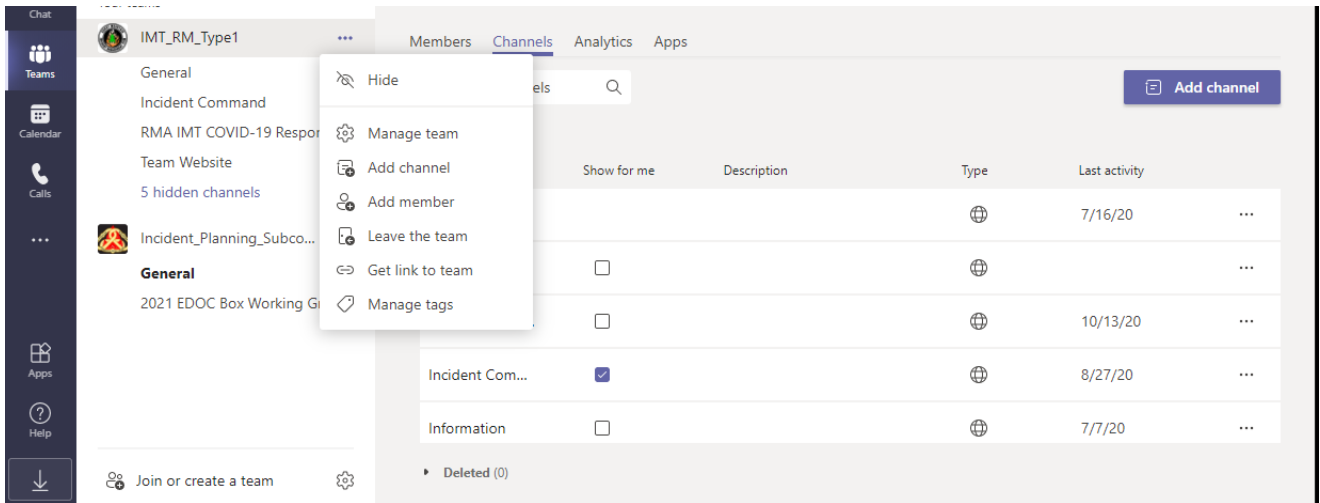 Chat
Teams
Calendar
Calls
Apps
Help
IMT_RM_Type1
General
Incident Command
RMA IMT COVID-19 Respor
Team Website
5 hidden channels
Incident_Planning_Subco...
General
2021 EDOC Box Working Gr
Join or create a team
Hide
Manage team
Add channel
Add member
Leave the team
Get link to team
Manage tags
Members Channels Analytics Apps
els
Add channel
Show for me Description Type Last activity
7/16/20
10/13/20
Incident Com... 8/27/20
Information 7/7/20
Deleted (0)